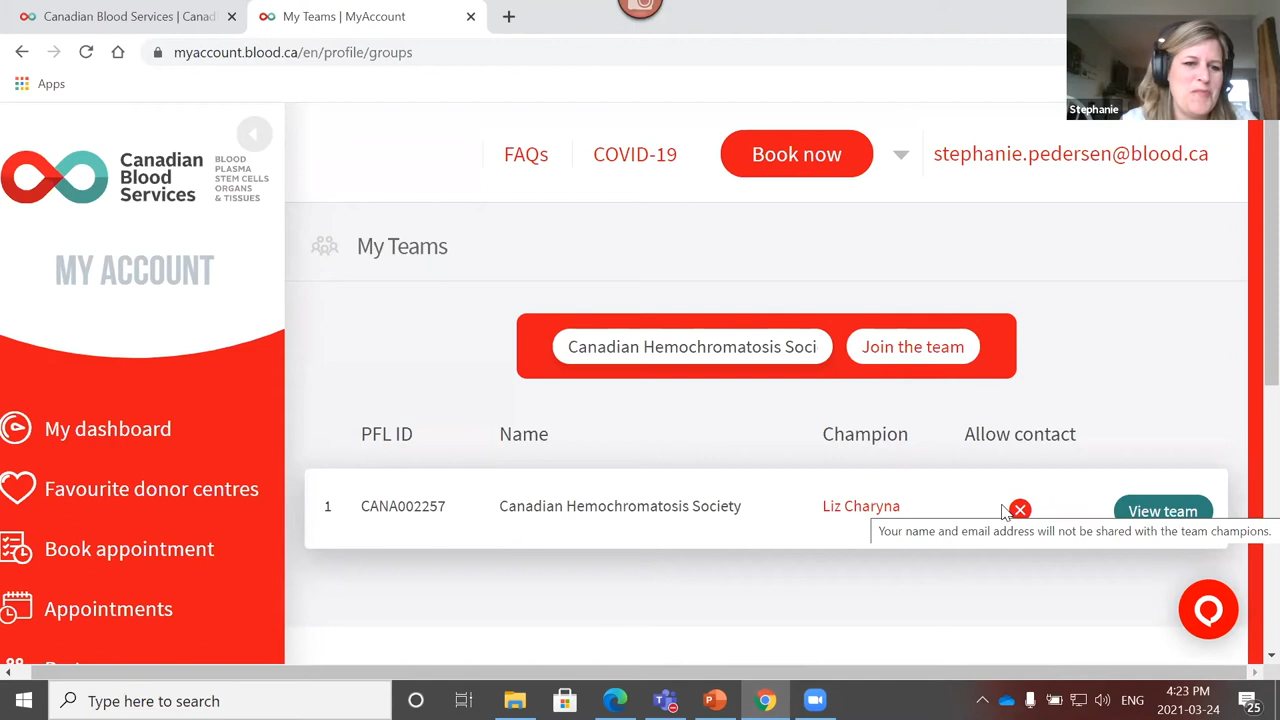 Canadian Blood Services | Canad
My Teams | MyAccount
myaccount.blood.ca/en/profile/groups
Apps
Stephanie
Canadian
Blood
Services
BLOOD
PLASMA
STEM CELLS
ORGANS
& TISSUES
FAQs
COVID-19
Book now
stephanie.pedersen@blood.ca
MY ACCOUNT
My Teams
Canadian Hemochromatosis Soci
Join the team
My dashboard
Favourite donor centres
Book appointment
Appointments
PFL ID Name Champion Allow contact
1 CANA002257 Canadian Hemochromatosis Society Liz Charyna View team
Your name and email address will not be shared with the team champions.
Type here to search
ENG
4:23 PM
2021-03-24
25